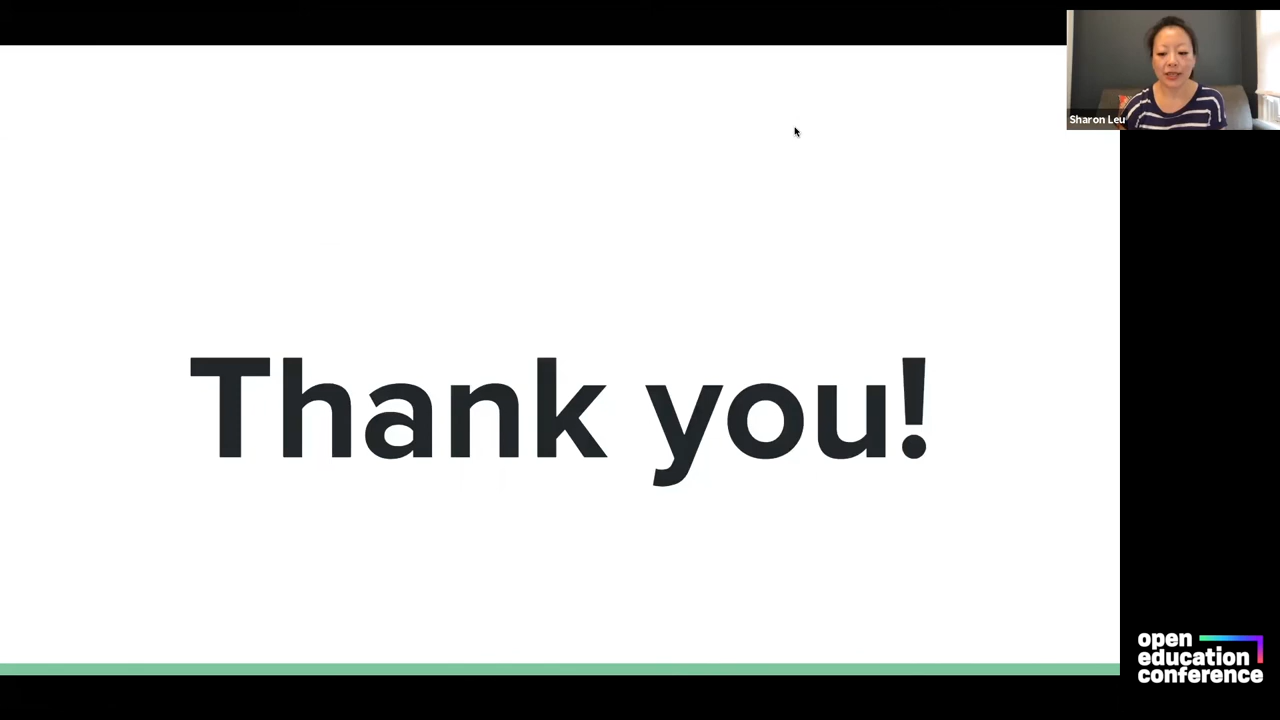 Sharon Leu
Thank you!
open
education
conference